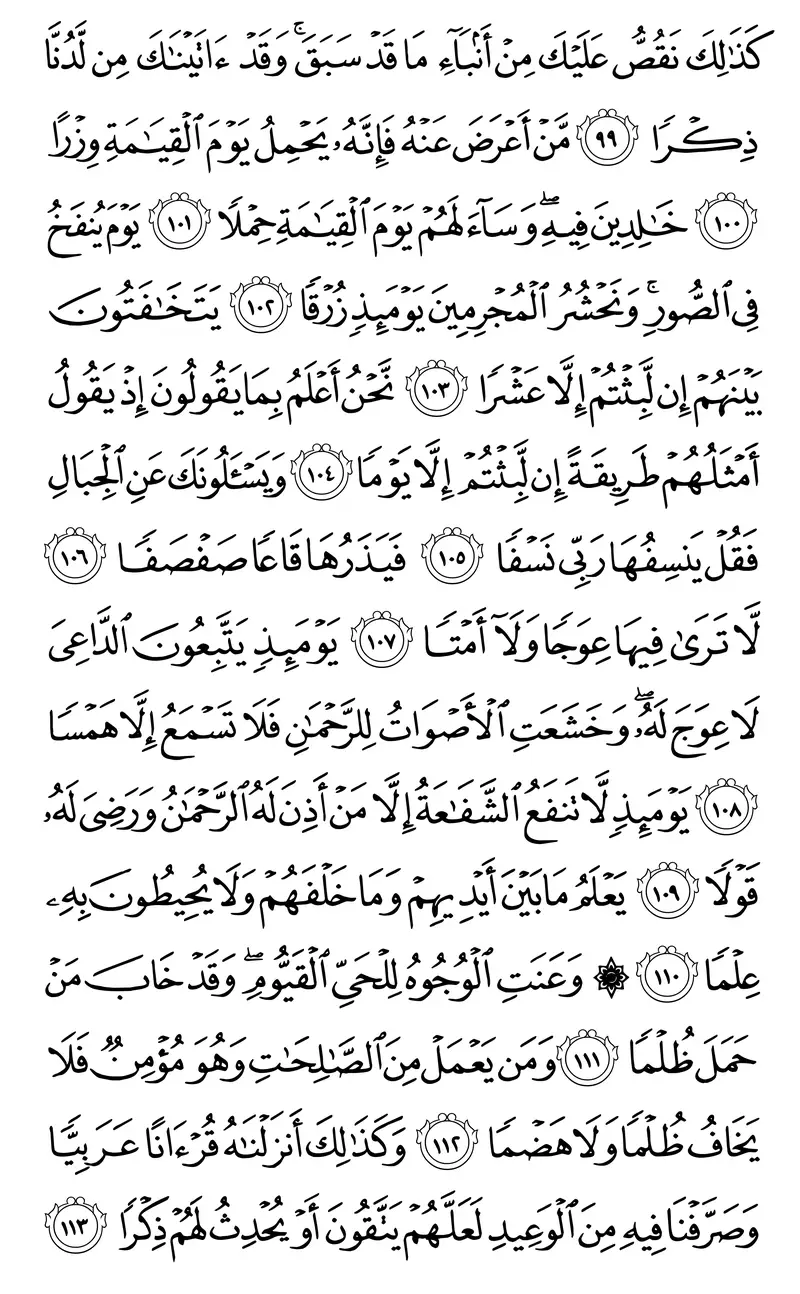 كَذَٰلِكَ نَقُصُّ عَلَيْكَ مِنْ أَنۢبَآءِ مَا قَدْ سَبَقَ ۚ وَقَدْ ءَاتَيْنَـٰكَ مِن لَّدُنَّا
ذِكْرًا ٩٩ مَّنْ أَعْرَضَ عَنْهُ فَإِنَّهُۥ يَحْمِلُ يَوْمَ ٱلْقِيَـٰمَةِ وِزْرًا
١٠٠ خَـٰلِدِينَ فِيهِ ۖ وَسَآءَ لَهُمْ يَوْمَ ٱلْقِيَـٰمَةِ حِمْلًا ١٠١ يَوْمَ يُنفَخُ
فِى ٱلصُّورِ ۚ وَنَحْشُرُ ٱلْمُجْرِمِينَ يَوْمَئِذٍ زُرْقًا ١٠٢ يَتَخَـٰفَتُونَ
بَيْنَهُمْ إِن لَّبِثْتُمْ إِلَّا عَشْرًا ١٠٣ نَّحْنُ أَعْلَمُ بِمَا يَقُولُونَ إِذْ يَقُولُ
أَمْثَلُهُمْ طَرِيقَةً إِن لَّبِثْتُمْ إِلَّا يَوْمًا ١٠٤ وَيَسْـَٔلُونَكَ عَنِ ٱلْجِبَالِ
فَقُلْ يَنسِفُهَا رَبِّى نَسْفًا ١٠٥ فَيَذَرُهَا قَاعًا صَفْصَفًا ١٠٦
لَّا تَرَىٰ فِيهَا عِوَجًا وَلَآ أَمْتًا ١٠٧ يَوْمَئِذٍ يَتَّبِعُونَ ٱلدَّاعِىَ
لَا عِوَجَ لَهُۥ ۖ وَخَشَعَتِ ٱلْأَصْوَاتُ لِلرَّحْمَـٰنِ فَلَا تَسْمَعُ إِلَّا هَمْسًا
١٠٨ يَوْمَئِذٍ لَّا تَنفَعُ ٱلشَّفَـٰعَةُ إِلَّا مَنْ أَذِنَ لَهُ ٱلرَّحْمَـٰنُ وَرَضِىَ لَهُۥ
قَوْلًا ١٠٩ يَعْلَمُ مَا بَيْنَ أَيْدِيهِمْ وَمَا خَلْفَهُمْ وَلَا يُحِيطُونَ بِهِۦ
عِلْمًا ١١٠ ۞ وَعَنَتِ ٱلْوُجُوهُ لِلْحَىِّ ٱلْقَيُّومِ ۖ وَقَدْ خَابَ مَنْ
حَمَلَ ظُلْمًا ١١١ وَمَن يَعْمَلْ مِنَ ٱلصَّـٰلِحَـٰتِ وَهُوَ مُؤْمِنٌ فَلَا
يَخَافُ ظُلْمًا وَلَا هَضْمًا ١١٢ وَكَذَٰلِكَ أَنزَلْنَـٰهُ قُرْءَانًا عَرَبِيًّا
وَصَرَّفْنَا فِيهِ مِنَ ٱلْوَعِيدِ لَعَلَّهُمْ يَتَّقُونَ أَوْ يُحْدِثُ لَهُمْ ذِكْرًا ١١٣